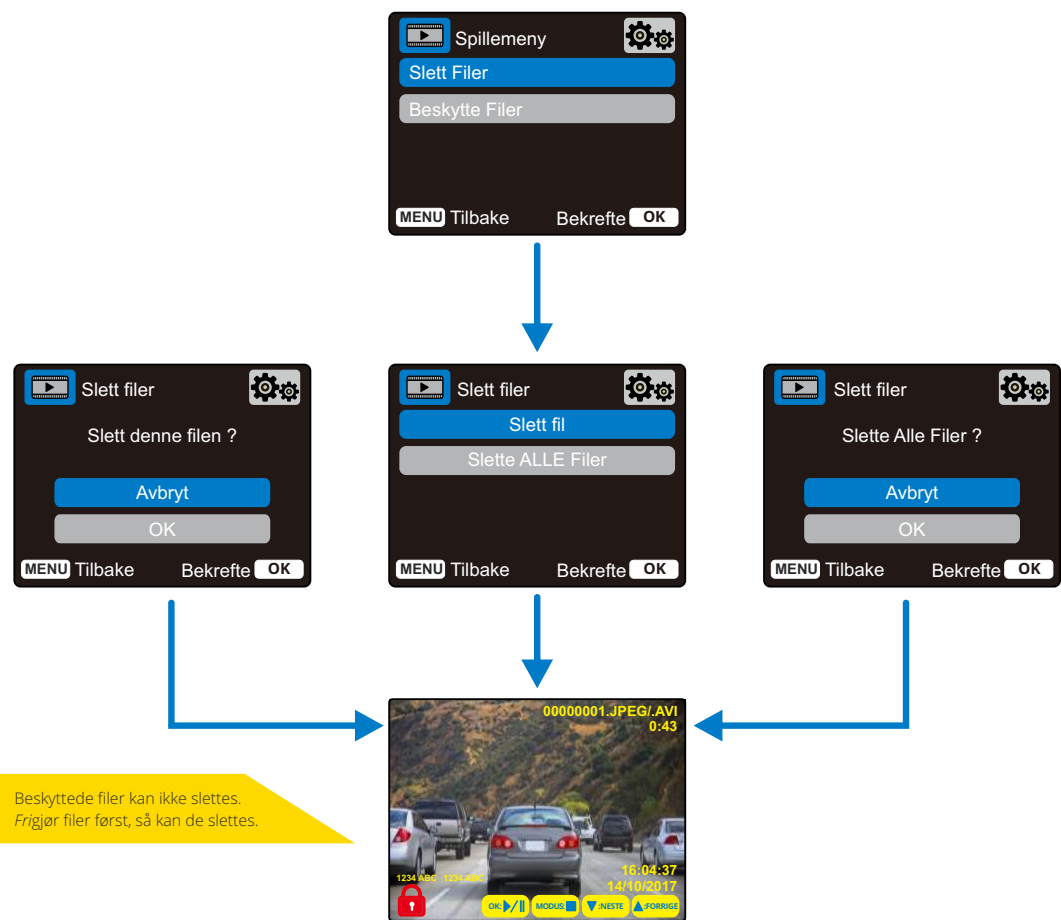 Spillemeny
Slett Filer
Beskytte Filer
MENU Tilbake Bekrefte OK
Slett filer
Slett denne filen ?
Avbryt
OK
MENU Tilbake Bekrefte OK
Slett filer
Slett fil
Slette ALLE Filer
MENU Tilbake Bekrefte OK
Slett filer
Slette Alle Filer ?
Avbryt
OK
MENU Tilbake Bekrefte OK
00000001.JPEG/.AVI
0:43
Beskyttede filer kan ikke slettes.
Frigjør filer først, så kan de slettes.
16:04:37
1234 ABC 1234 ABC
14/10/2017
OK: MODUS: :NESTE :FORRIGE